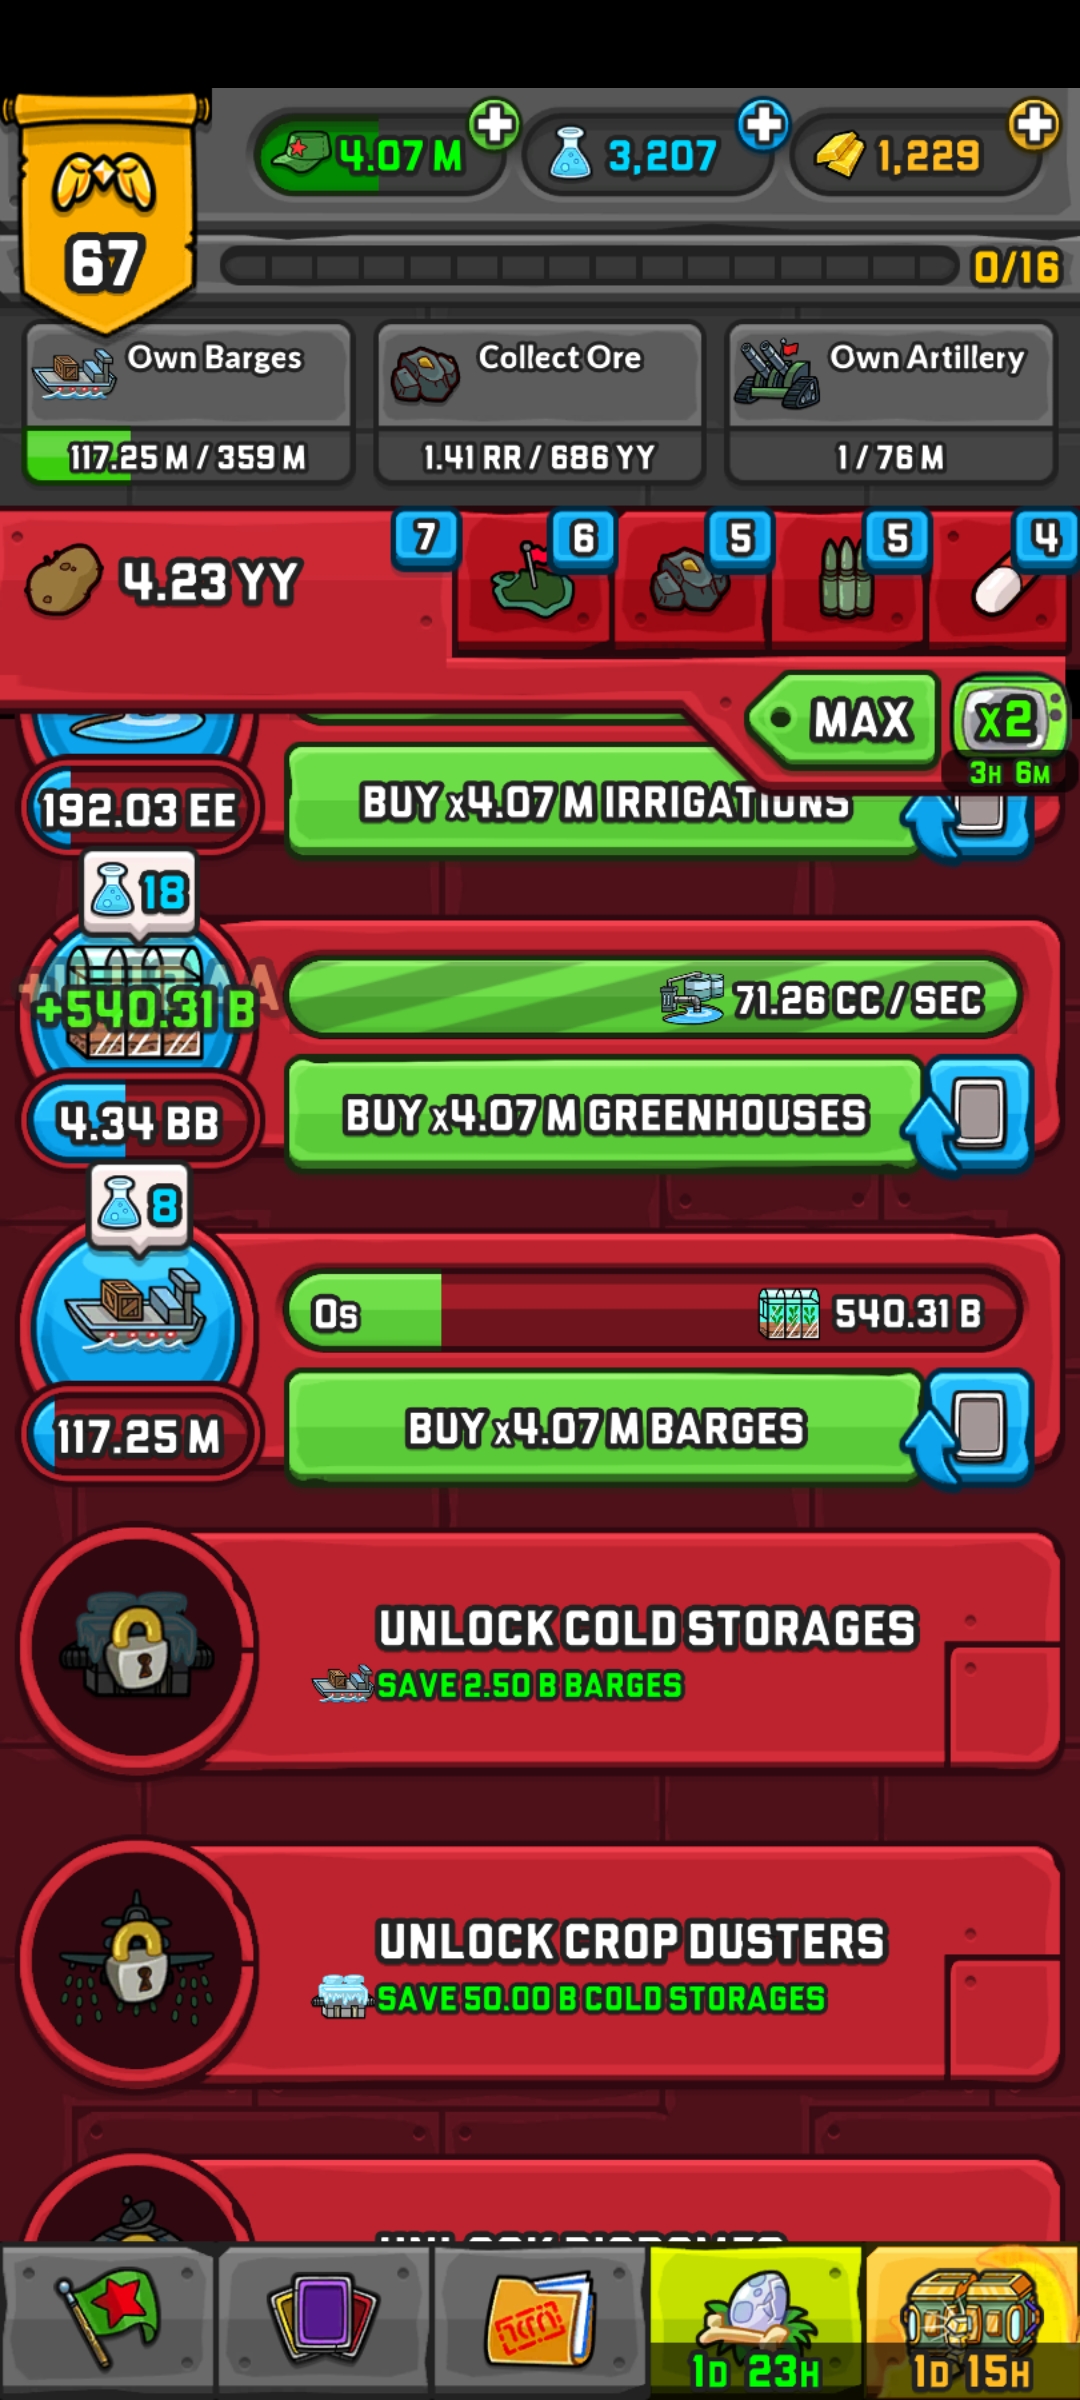 4.07 M
3,207
1,229
67
0/16
Own Barges
117.25 M / 359 M
Collect Ore
1.41 RR / 686 YY
Own Artillery
1 / 76 M
4.23 YY
7
6
5
5
4
MAX
x2
3H 6M
192.03 EE
BUY x4.07 M IRRIGATIONS
18
+540.31 B
71.26 CC / SEC
4.34 BB
BUY x4.07 M GREENHOUSES
8
0s
540.31 B
117.25 M
BUY x4.07 M BARGES
UNLOCK COLD STORAGES
SAVE 2.50 B BARGES
UNLOCK CROP DUSTERS
SAVE 50.00 B COLD STORAGES
1D 23H
1D 15H